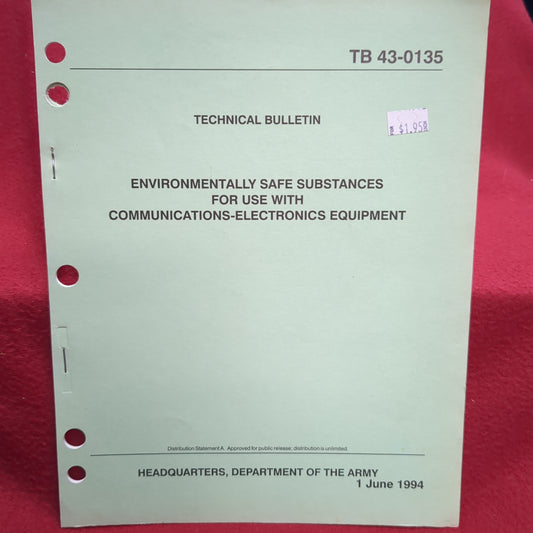 TB 43-0135
$1.95
TECHNICAL BULLETIN
ENVIRONMENTALLY SAFE SUBSTANCES
FOR USE WITH
COMMUNICATIONS-ELECTRONICS EQUIPMENT
Distribution Statement A. Approved for public release; distribution is unlimited.
HEADQUARTERS, DEPARTMENT OF THE ARMY
1 June 1994